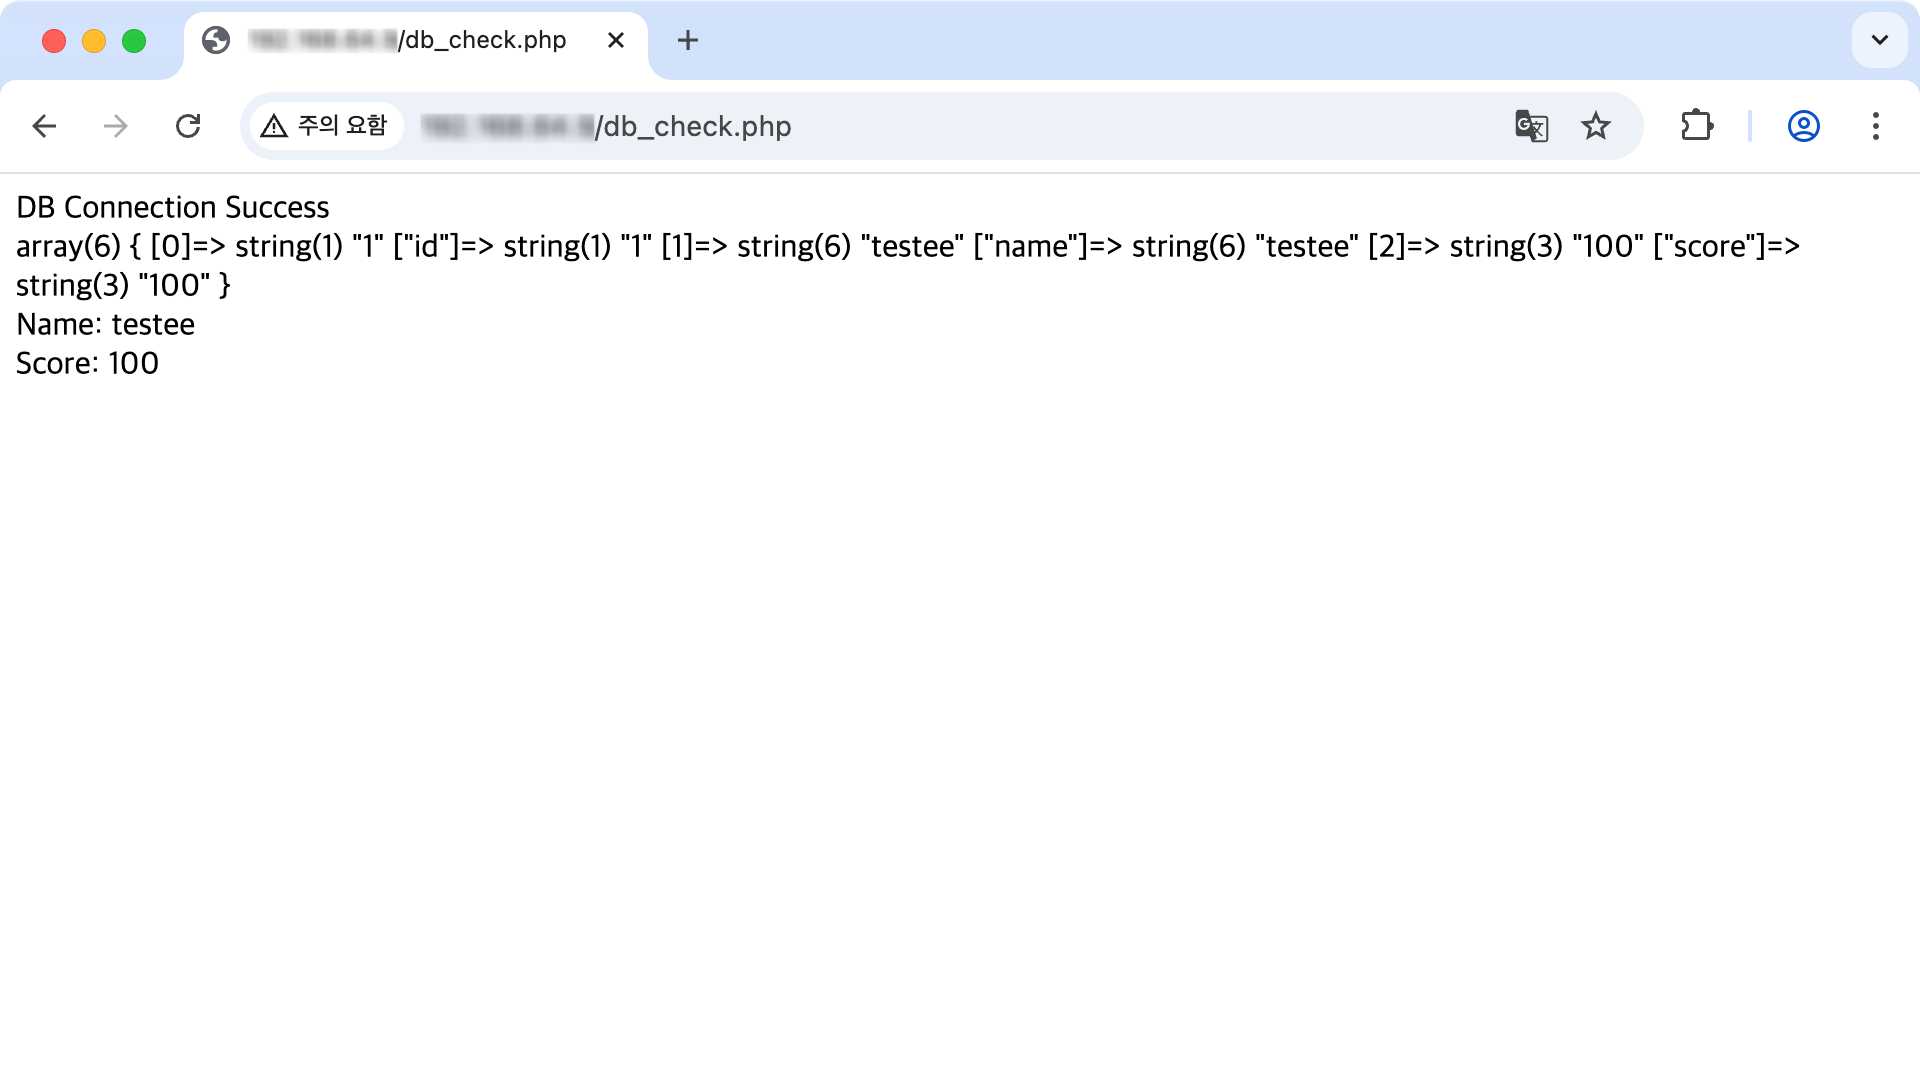 /db_check.php
주의 요함
/db_check.php
DB Connection Success
array(6) { [0]=> string(1) "1" ["id"]=> string(1) "1" [1]=> string(6) "testee" ["name"]=> string(6) "testee" [2]=> string(3) "100" ["score"]=>
string(3) "100" }
Name: testee
Score: 100